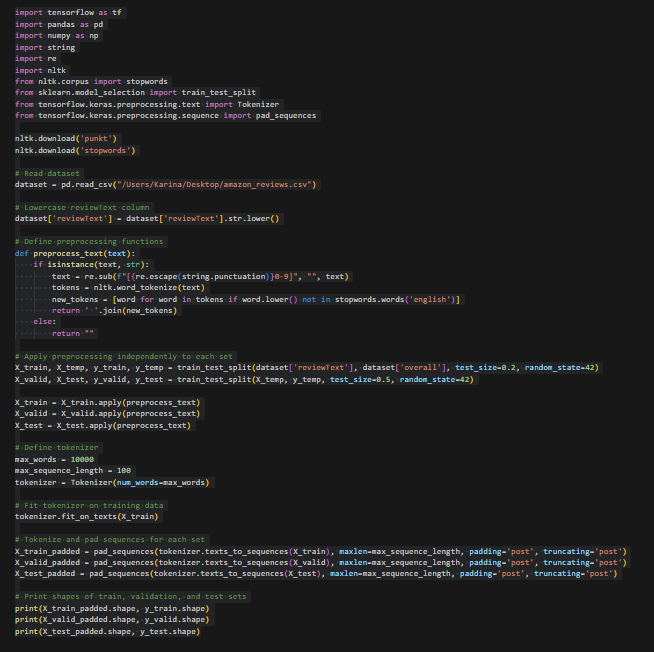 import tensorflow as tf
import pandas as pd
import numpy as np
import string
import re
import nltk
from nltk.corpus import stopwords
from sklearn.model_selection import train_test_split
from tensorflow.keras.preprocessing.text import Tokenizer
from tensorflow.keras.preprocessing.sequence import pad_sequences

nltk.download('punkt')
nltk.download('stopwords')

# Read dataset
dataset = pd.read_csv("/Users/Karina/Desktop/amazon_reviews.csv")

# Lowercase reviewText column
dataset['reviewText'] = dataset['reviewText'].str.lower()

# Define preprocessing functions
def preprocess_text(text):
    if isinstance(text, str):
        text = re.sub(f"[{re.escape(string.punctuation)}0-9]", "", text)
        tokens = nltk.word_tokenize(text)
        new_tokens = [word for word in tokens if word.lower() not in stopwords.words('english')]
        return ' '.join(new_tokens)
    else:
        return ""

# Apply preprocessing independently to each set
X_train, X_temp, y_train, y_temp = train_test_split(dataset['reviewText'], dataset['overall'], test_size=0.2, random_state=42)
X_valid, X_test, y_valid, y_test = train_test_split(X_temp, y_temp, test_size=0.5, random_state=42)

X_train = X_train.apply(preprocess_text)
X_valid = X_valid.apply(preprocess_text)
X_test = X_test.apply(preprocess_text)

# Define tokenizer
max_words = 10000
max_sequence_length = 100
tokenizer = Tokenizer(num_words=max_words)

# Fit tokenizer on training data
tokenizer.fit_on_texts(X_train)

# Tokenize and pad sequences for each set
X_train_padded = pad_sequences(tokenizer.texts_to_sequences(X_train), maxlen=max_sequence_length, padding='post', truncating='post')
X_valid_padded = pad_sequences(tokenizer.texts_to_sequences(X_valid), maxlen=max_sequence_length, padding='post', truncating='post')
X_test_padded = pad_sequences(tokenizer.texts_to_sequences(X_test), maxlen=max_sequence_length, padding='post', truncating='post')

# Print shapes of train, validation, and test sets
print(X_train_padded.shape, y_train.shape)
print(X_valid_padded.shape, y_valid.shape)
print(X_test_padded.shape, y_test.shape)